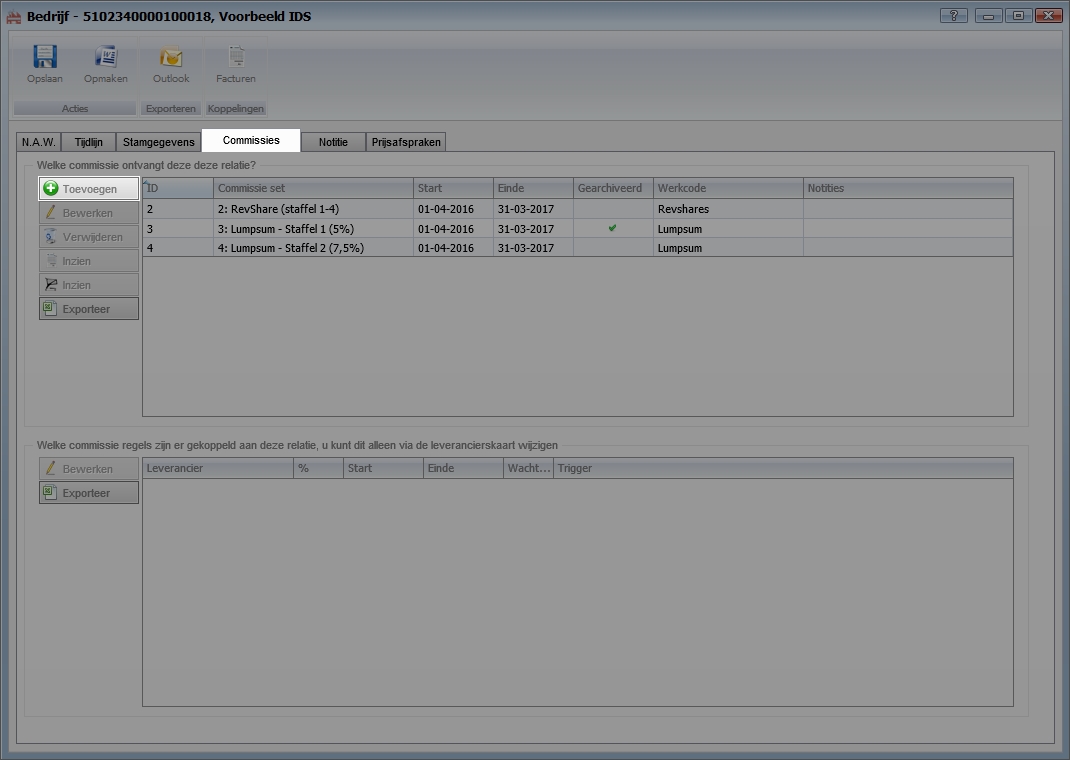 Bedrijf - 5102340000100018, Voorbeeld IDS
Opslaan Opmaken Outlook Facturen
Acties Exporteren Koppelingen
N.A.W. Tijdlijn Stamgegevens Commissies Notitie Prijsafspraken
Welke commissie ontvangt deze deze relatie?
Toevoegen
Bewerken
Verwijderen
Inzien
Inzien
Exporteer
ID Commissie set Start Einde Gearchiveerd Werkcode Notities
2 2: RevShare (staffel 1-4) 01-04-2016 31-03-2017 Revshares
3 3: Lumpsum - Staffel 1 (5%) 01-04-2016 31-03-2017 Lumpsum
4 4: Lumpsum - Staffel 2 (7,5%) 01-04-2016 31-03-2017 Lumpsum
Welke commissie regels zijn er gekoppeld aan deze relatie, u kunt dit alleen via de leverancierskaart wijzigen
Bewerken
Exporteer
Leverancier % Start Einde Wacht... Trigger